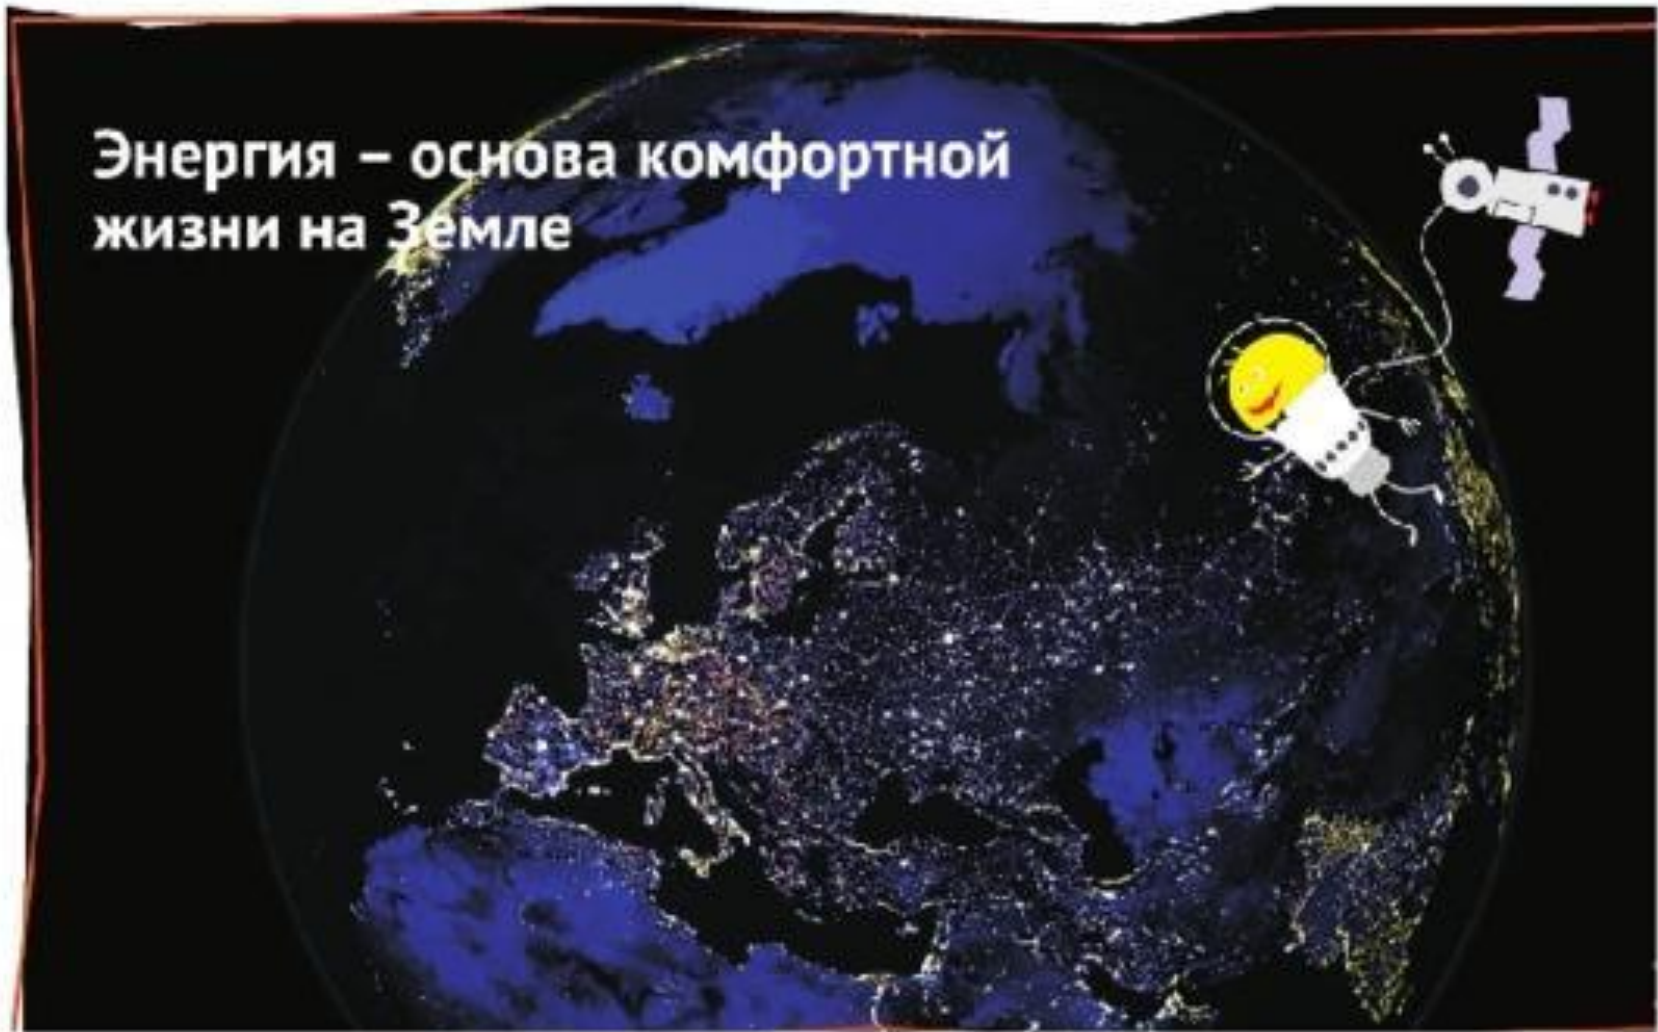 Энергия – основа комфортной
жизни на Земле